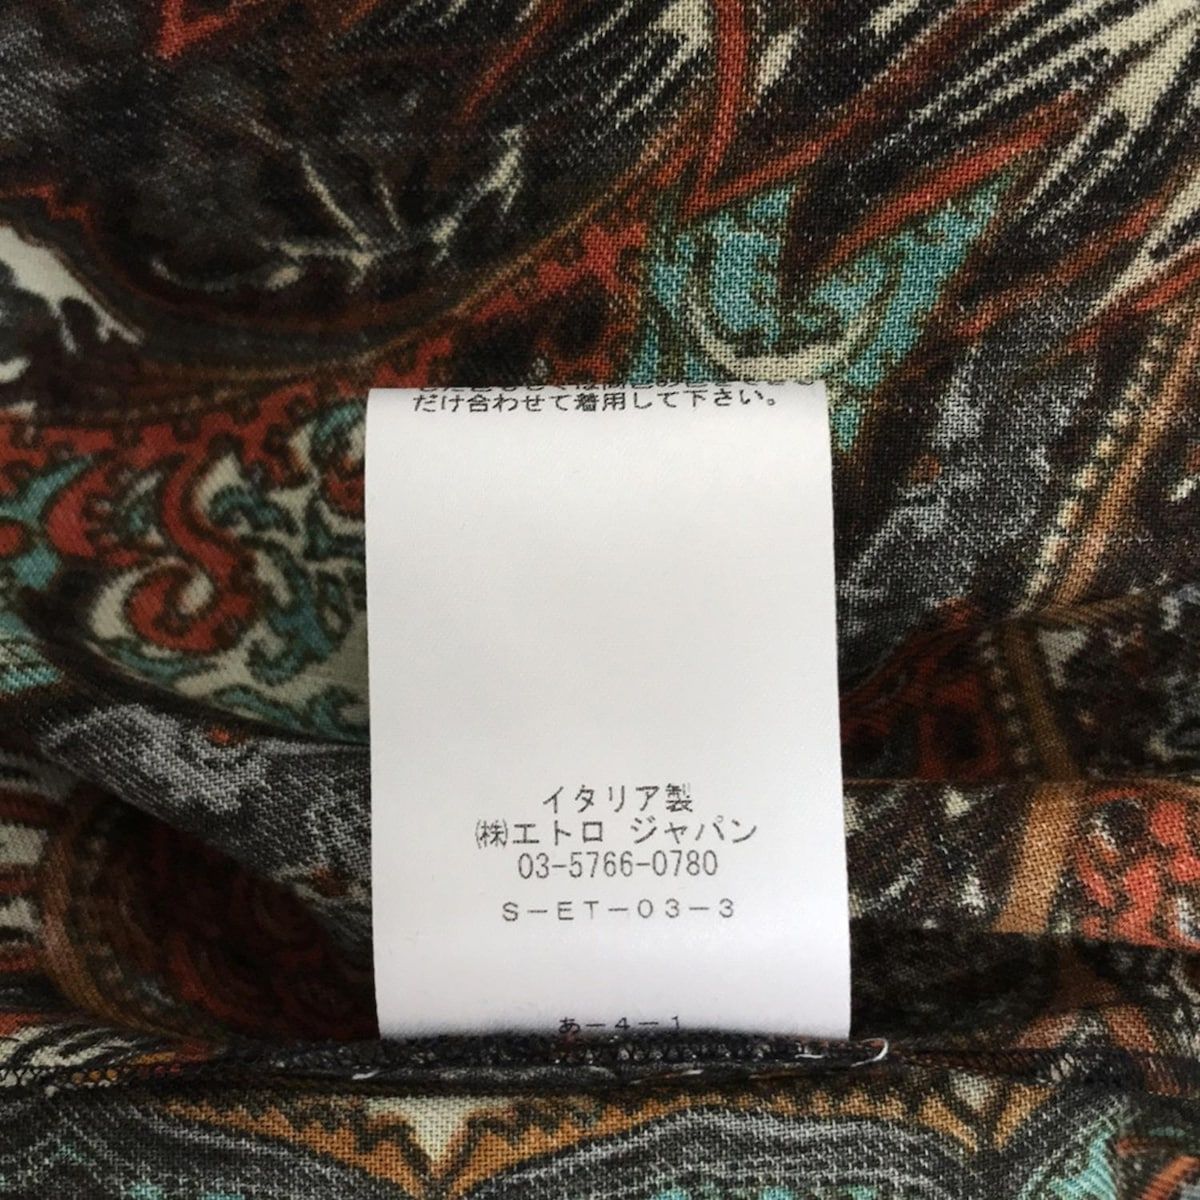 だけ合わせて着用して下さい。
イタリア製
㈱エトロ ジャパン
03-5766-0780
S-ET-03-3
あ-4-1